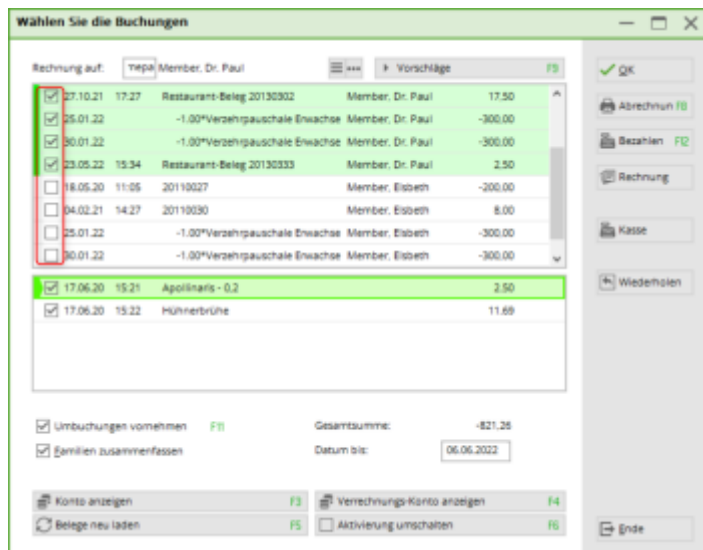 Wählen Sie die Buchungen
Rechnung auf: mepa Member, Dr. Paul Vorschläge F9
27.10.21 17:27 Restaurant-Beleg 20130302 Member, Dr. Paul 17,50
25.01.22 -1.00*Verzehrpauschale Erwachse Member, Dr. Paul -300,00
30.01.22 -1.00*Verzehrpauschale Erwachse Member, Dr. Paul -300,00
23.05.22 15:34 Restaurant-Beleg 20130333 Member, Dr. Paul 2,50
18.05.20 11:05 20110027 Member, Elsbeth -200,00
04.02.21 14:27 20110030 Member, Elsbeth 8,00
25.01.22 -1.00*Verzehrpauschale Erwachse Member, Elsbeth -300,00
30.01.22 -1.00*Verzehrpauschale Erwachse Member, Elsbeth -300,00
17.06.20 15:21 Apollinaris - 0,2 2,50
17.06.20 15:22 Hühnerbrühe 11,69
Umbuchungen vornehmen F11 Gesamtsumme: -821,26
Familien zusammenfassen Datum bis: 06.06.2022
Konto anzeigen F3 Verrechnungs-Konto anzeigen F4
Belege neu laden F5 Aktivierung umschalten F6
OK
Abrechnun F8
Bezahlen F12
Rechnung
Kasse
Wiederholen
Ende